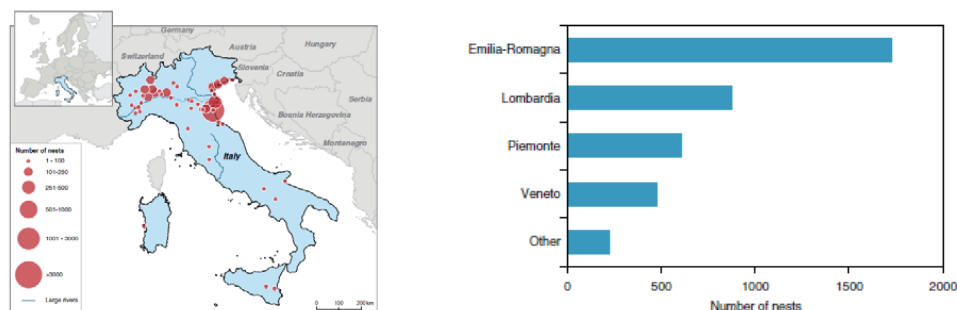 Germany
Hungary
Austria
Switzerland
Slovenia
Croatia
Serbia
Bosnia Herzegovina
Montenegro
Italy
Number of nests
1 - 100
101-250
251-500
501-1000
1001 - 3000
>3000
Large rivers
0 100 200 km
Emilia-Romagna
Lombardia
Piemonte
Veneto
Other
0 500 1000 1500 2000
Number of nests